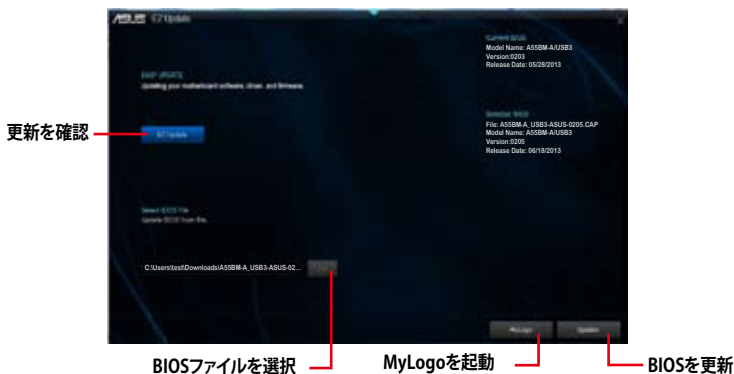 ASUS EZ Update
Current BIOS
Model Name: A55BM-A/USB3
Version:0203
Release Date: 05/28/2013
EASY UPDATE
Updating your motherboard software, driver, and firmware.
更新を確認
EZ Update
File: A55BM-A_USB3-ASUS-0205.CAP
Model Name: A55BM-A/USB3
Version:0205
Release Date: 06/18/2013
Select BIOS File
Update BIOS from file.
C:\Users\test\Downloads\A55BM-A_USB3-ASUS-02...
MyLogo
Update
BIOSファイルを選択
MyLogoを起動
BIOSを更新